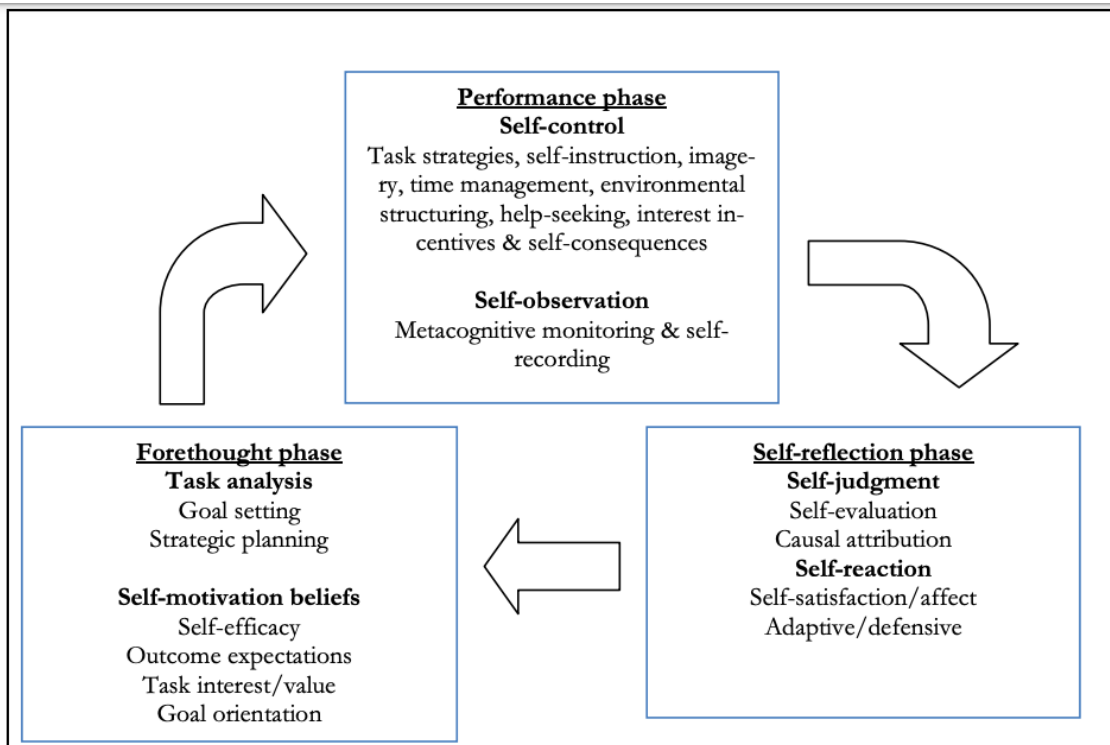 Performance phase
Self-control
Task strategies, self-instruction, image-
ry, time management, environmental
structuring, help-seeking, interest in-
centives & self-consequences
Self-observation
Metacognitive monitoring & self-
recording
Forethought phase
Task analysis
Goal setting
Strategic planning
Self-motivation beliefs
Self-efficacy
Outcome expectations
Task interest/value
Goal orientation
Self-reflection phase
Self-judgment
Self-evaluation
Causal attribution
Self-reaction
Self-satisfaction/affect
Adaptive/defensive